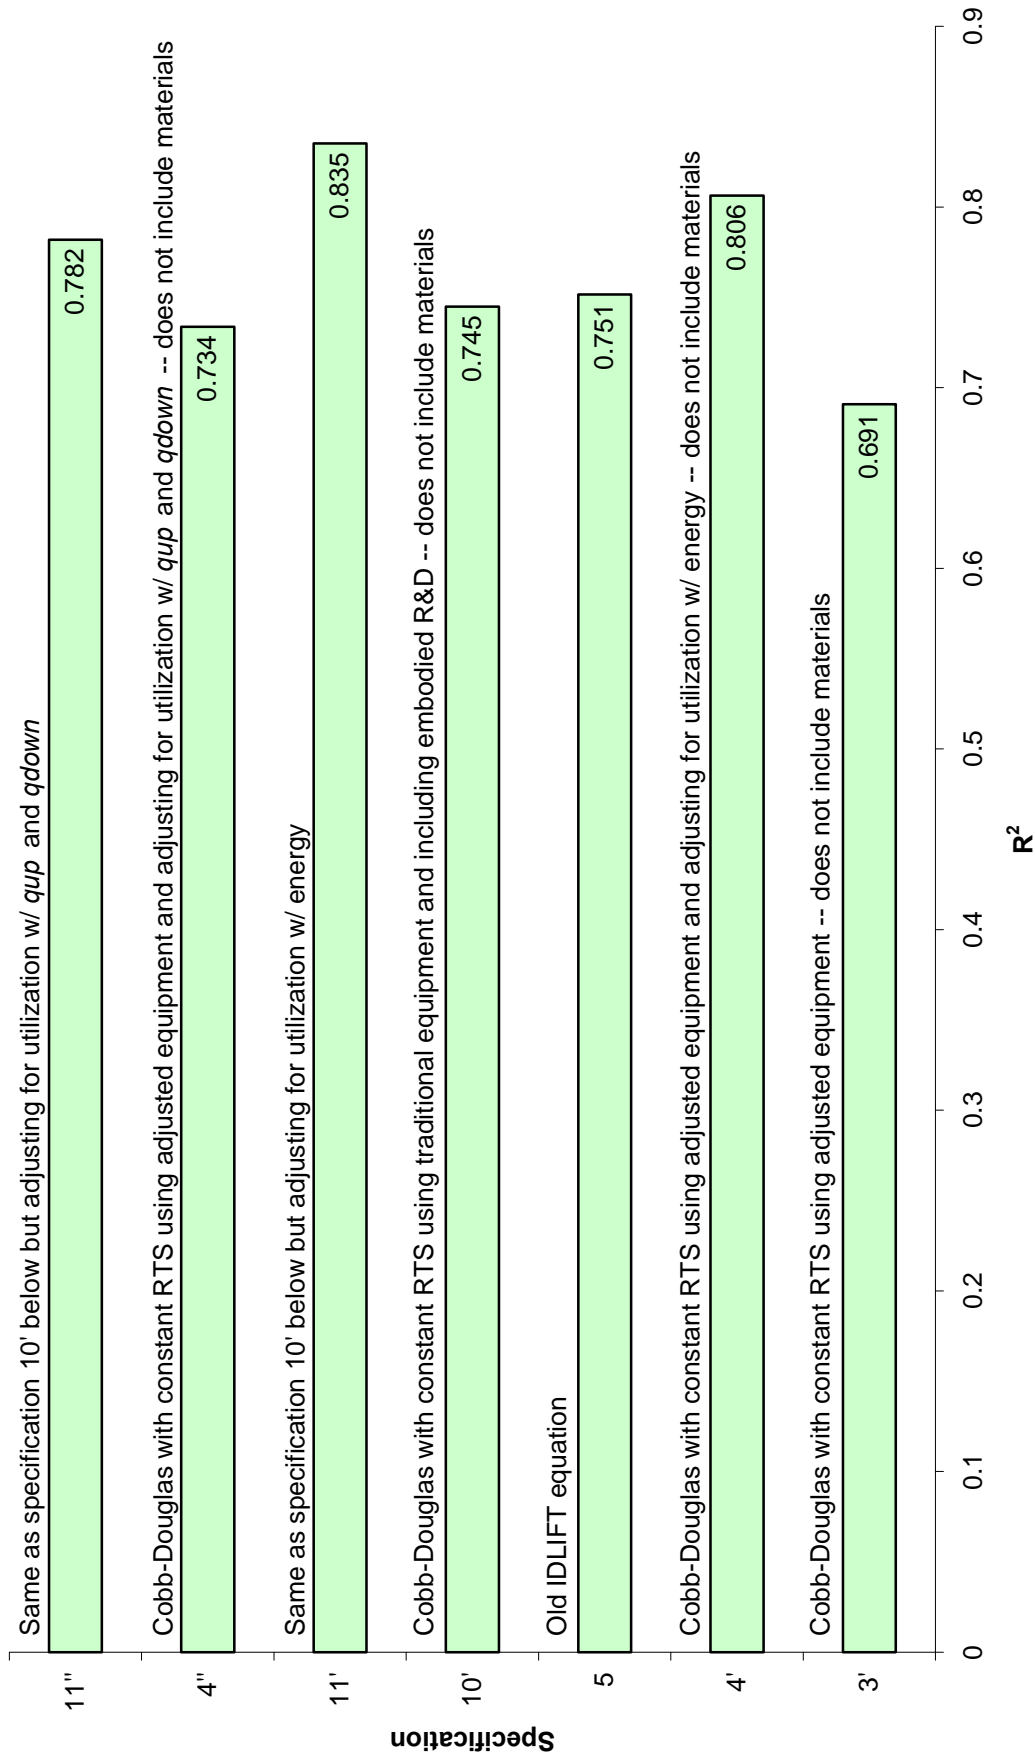 Same as specification 10' below but adjusting for utilization w/ qup and qdown
11"
0.782
Cobb-Douglas with constant RTS using adjusted equipment and adjusting for utilization w/ qup and qdown -- does not include materials
4"
0.734
Same as specification 10' below but adjusting for utilization w/ energy
11'
0.835
Cobb-Douglas with constant RTS using traditional equipment and including embodied R&D -- does not include materials
10'
0.745
Old IDLIFT equation
5
0.751
Cobb-Douglas with constant RTS using adjusted equipment and adjusting for utilization w/ energy -- does not include materials
4'
0.806
Cobb-Douglas with constant RTS using adjusted equipment -- does not include materials
3'
0.691
Specification
0 0.1 0.2 0.3 0.4 0.5 0.6 0.7 0.8 0.9
R²